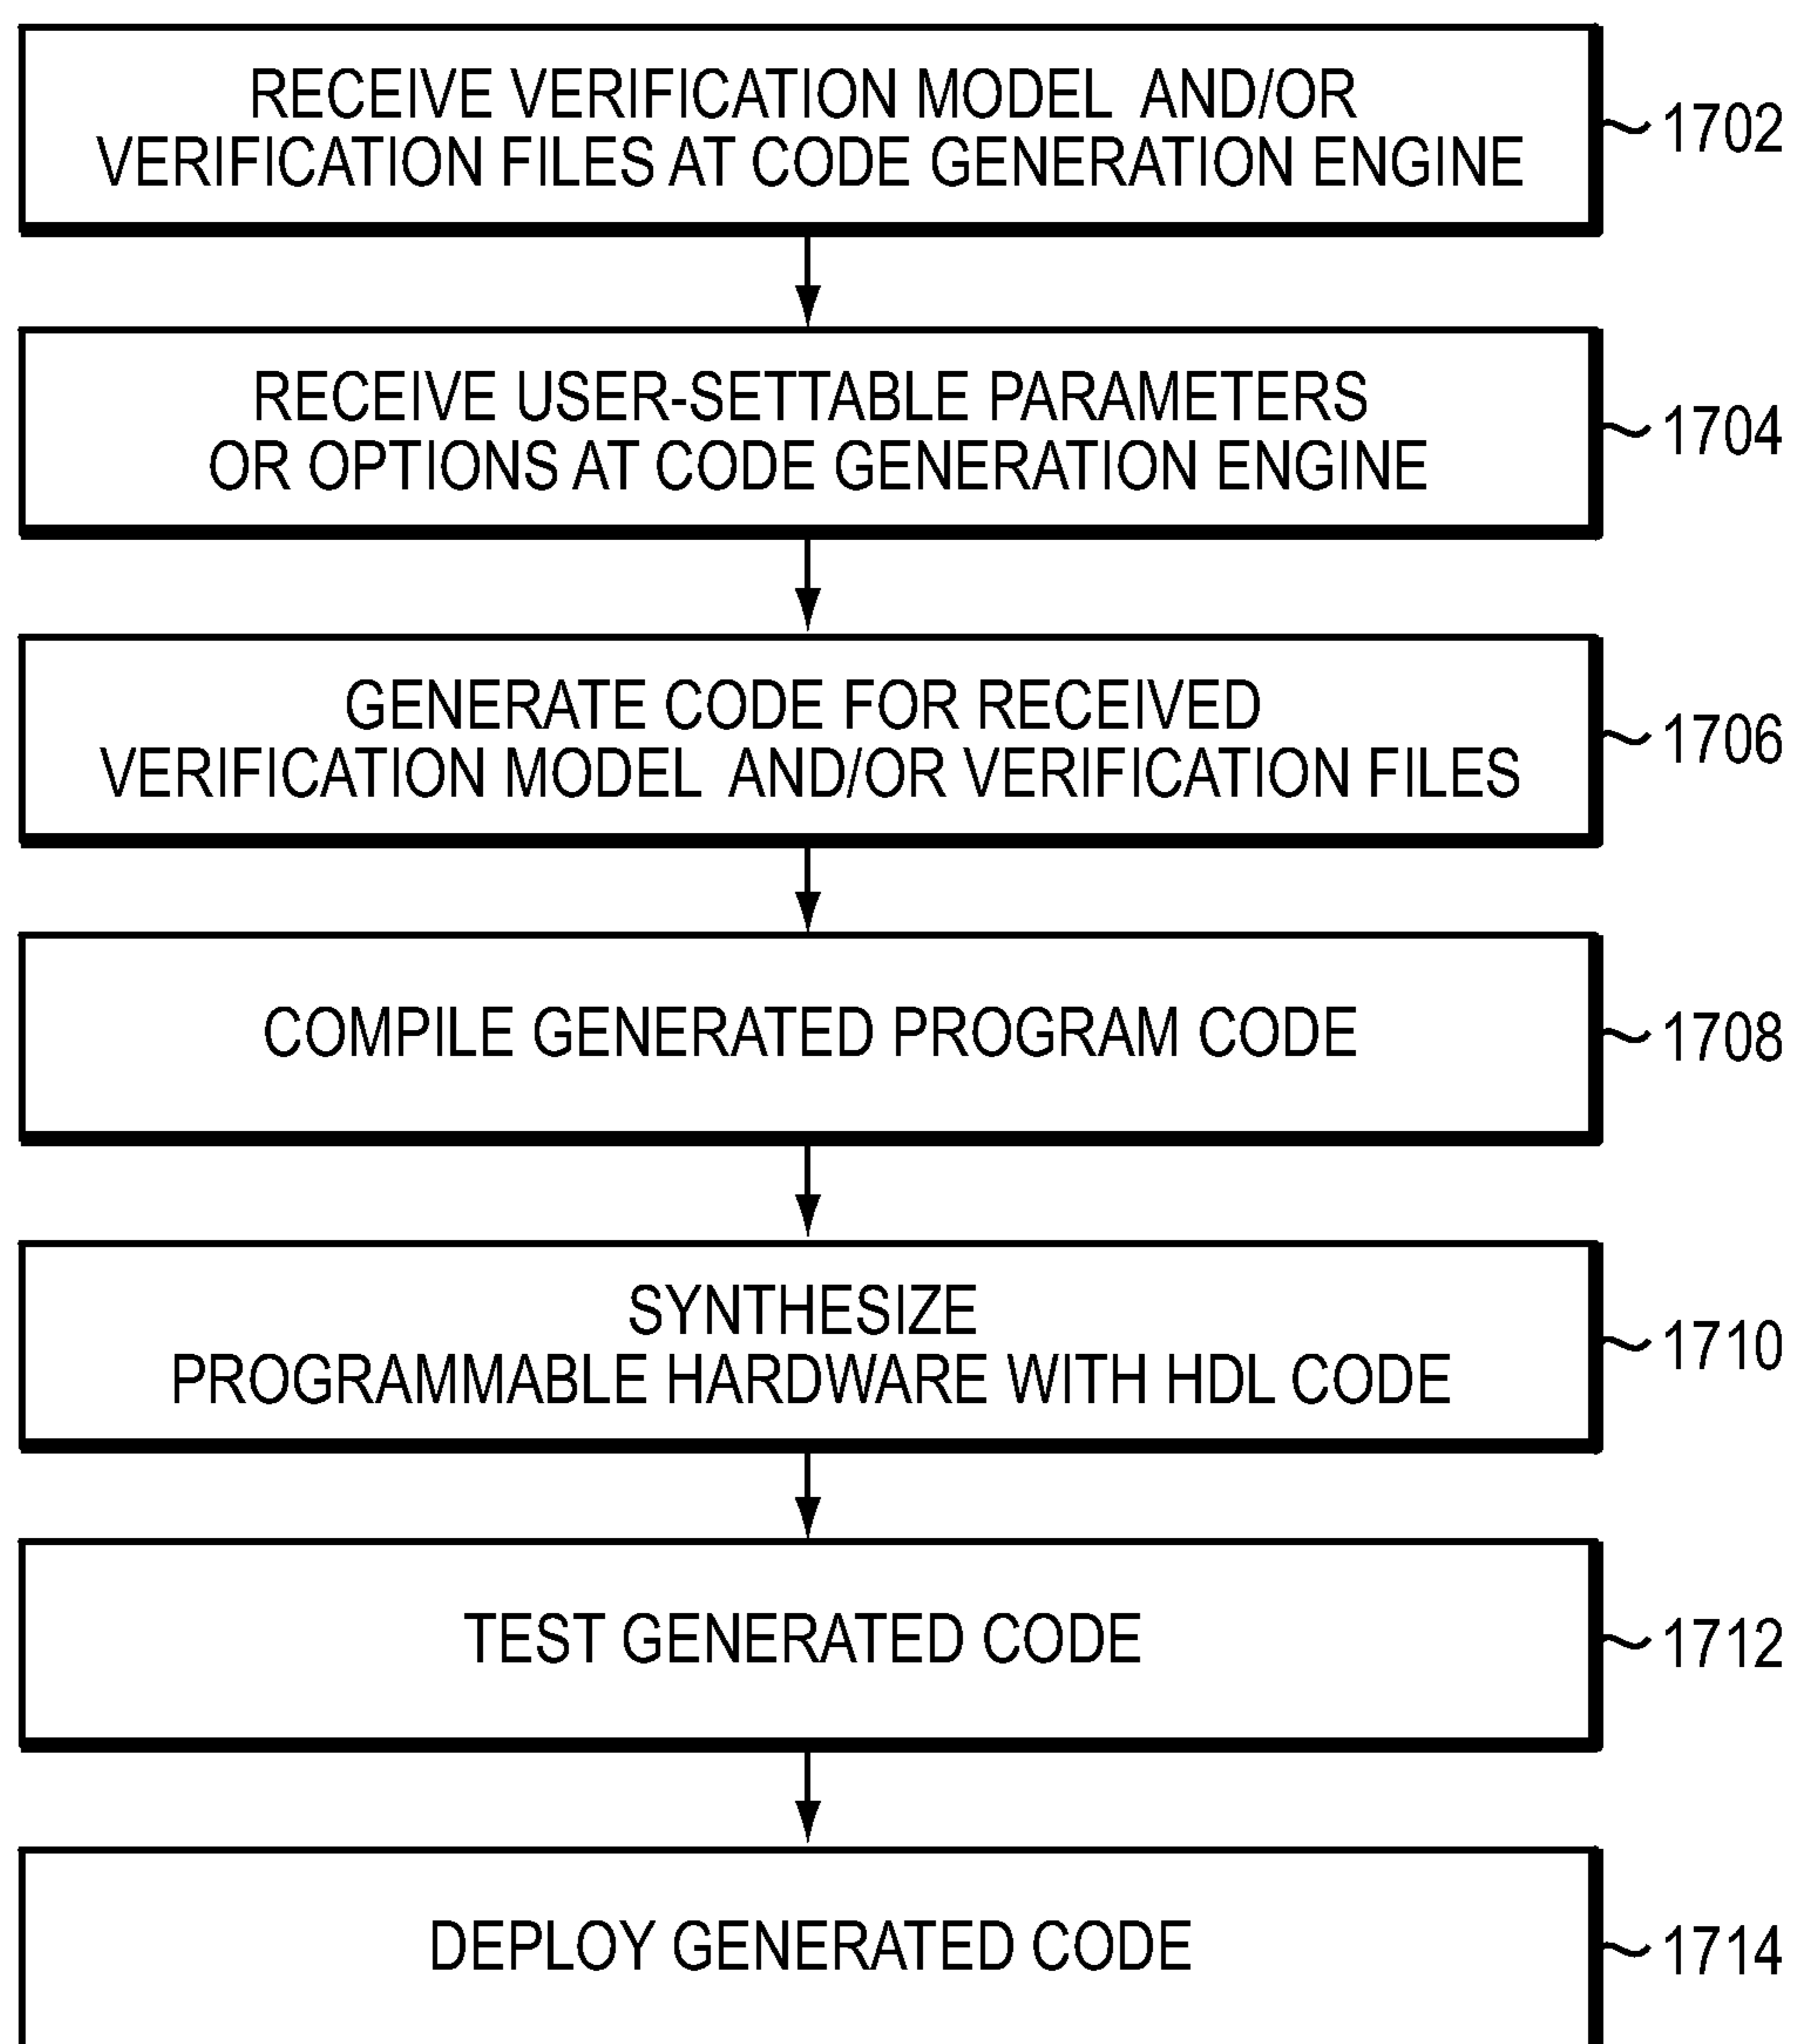 RECEIVE VERIFICATION MODEL AND/OR
VERIFICATION FILES AT CODE GENERATION ENGINE
1702
RECEIVE USER-SETTABLE PARAMETERS
OR OPTIONS AT CODE GENERATION ENGINE
1704
GENERATE CODE FOR RECEIVED
VERIFICATION MODEL AND/OR VERIFICATION FILES
1706
COMPILE GENERATED PROGRAM CODE
1708
SYNTHESIZE
PROGRAMMABLE HARDWARE WITH HDL CODE
1710
TEST GENERATED CODE
1712
DEPLOY GENERATED CODE
1714